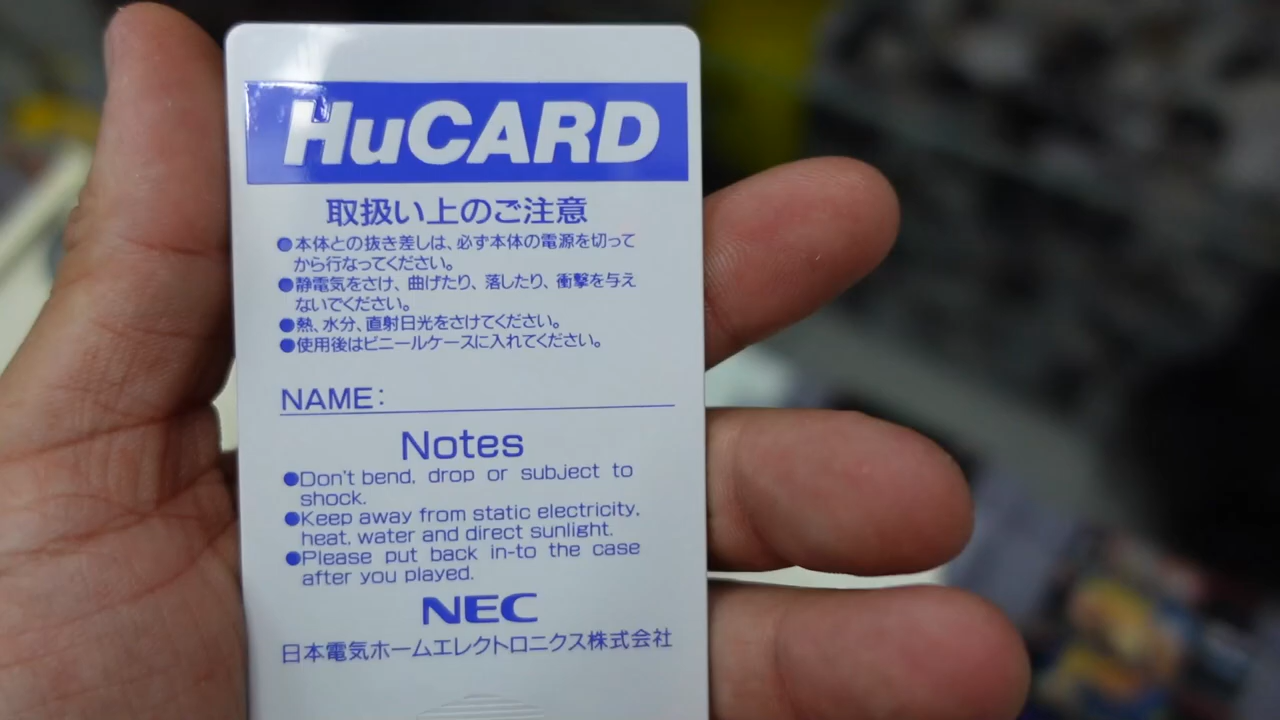 HuCARD
取扱い上のご注意
●本体との抜き差しは、必ず本体の電源を切って
から行なってください。
●静電気をさけ、曲げたり、落したり、衝撃を与え
ないでください。
●熱、水分、直射日光をさけてください。
●使用後はビニールケースに入れてください。
NAME:
Notes
●Don't bend, drop or subject to
shock.
●Keep away from static electricity,
heat, water and direct sunlight.
●Please put back in-to the case
after you played.
NEC
日本電気ホームエレクトロニクス株式会社